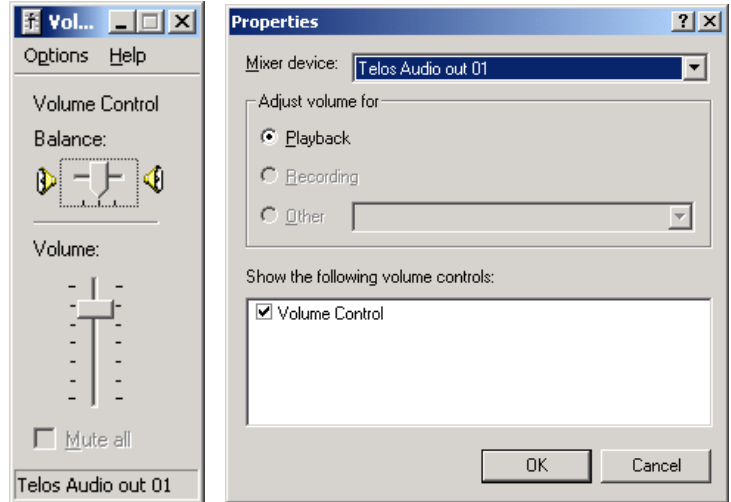 Vol...
Options Help
Volume Control
Balance:
Volume:
Mute all
Telos Audio out 01
Properties
Mixer device: Telos Audio out 01
Adjust volume for
Playback
Recording
Other
Show the following volume controls:
Volume Control
OK Cancel